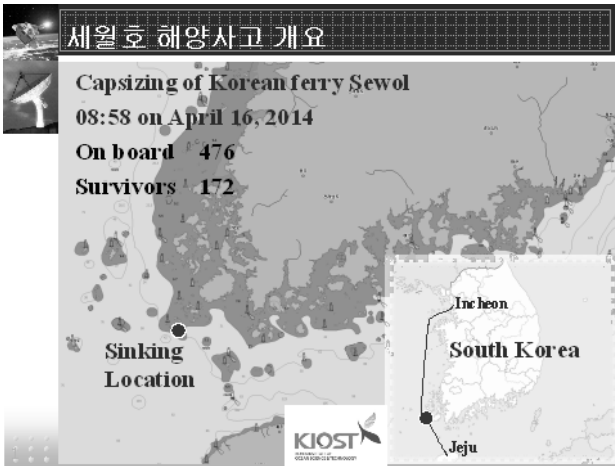 세월호 해양사고 개요
Capsizing of Korean ferry Sewol
08:58 on April 16, 2014
On board 476
Survivors 172
Sinking
Location
Incheon
South Korea
Jeju
KIOST